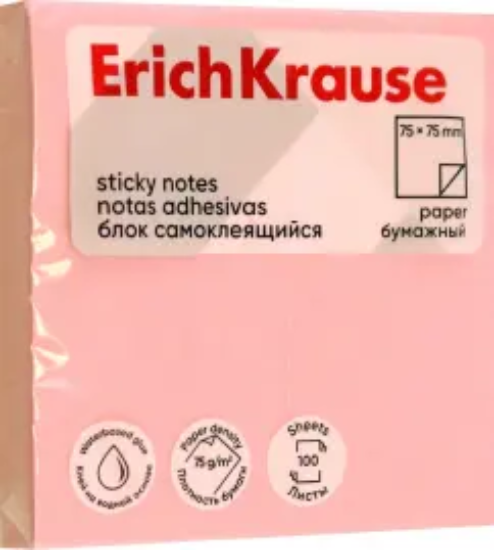 ErichKrause
75 × 75 mm
sticky notes
notas adhesivas
блок самоклеящийся
paper
бумажный
Waterbased glue
Клей на водной основе
Paper density
75 g/m²
Плотность бумаги
Sheets
100
Листы